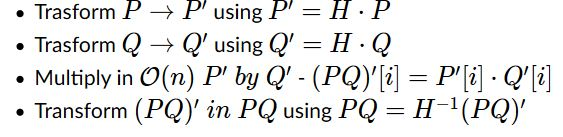 • Trasform P → P′ using P′ = H · P
• Trasform Q → Q′ using Q′ = H · Q
• Multiply in 𝒪(n) P′ by Q′ - (PQ)′[i] = P′[i] · Q′[i]
• Transform (PQ)′ in PQ using PQ = H⁻¹(PQ)′